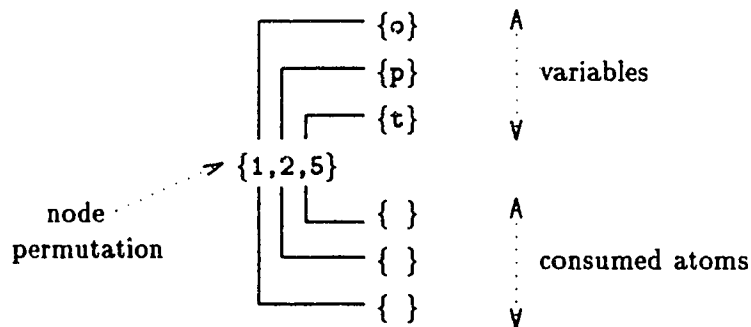 {o}
{p}
variables
{t}
{1,2,5}
node
permutation
{ }
{ }
consumed atoms
{ }